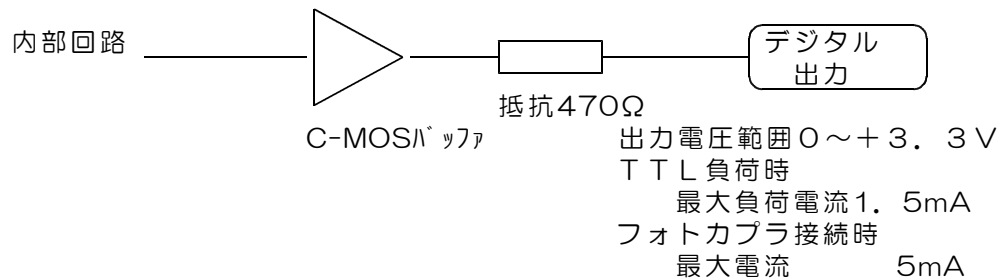 内部回路
デジタル
出力
抵抗470Ω
C-MOSﾊﾞｯﾌｧ
出力電圧範囲０～＋３．３Ｖ
ＴＴＬ負荷時
最大負荷電流1．5mA
フォトカプラ接続時
最大電流 5mA